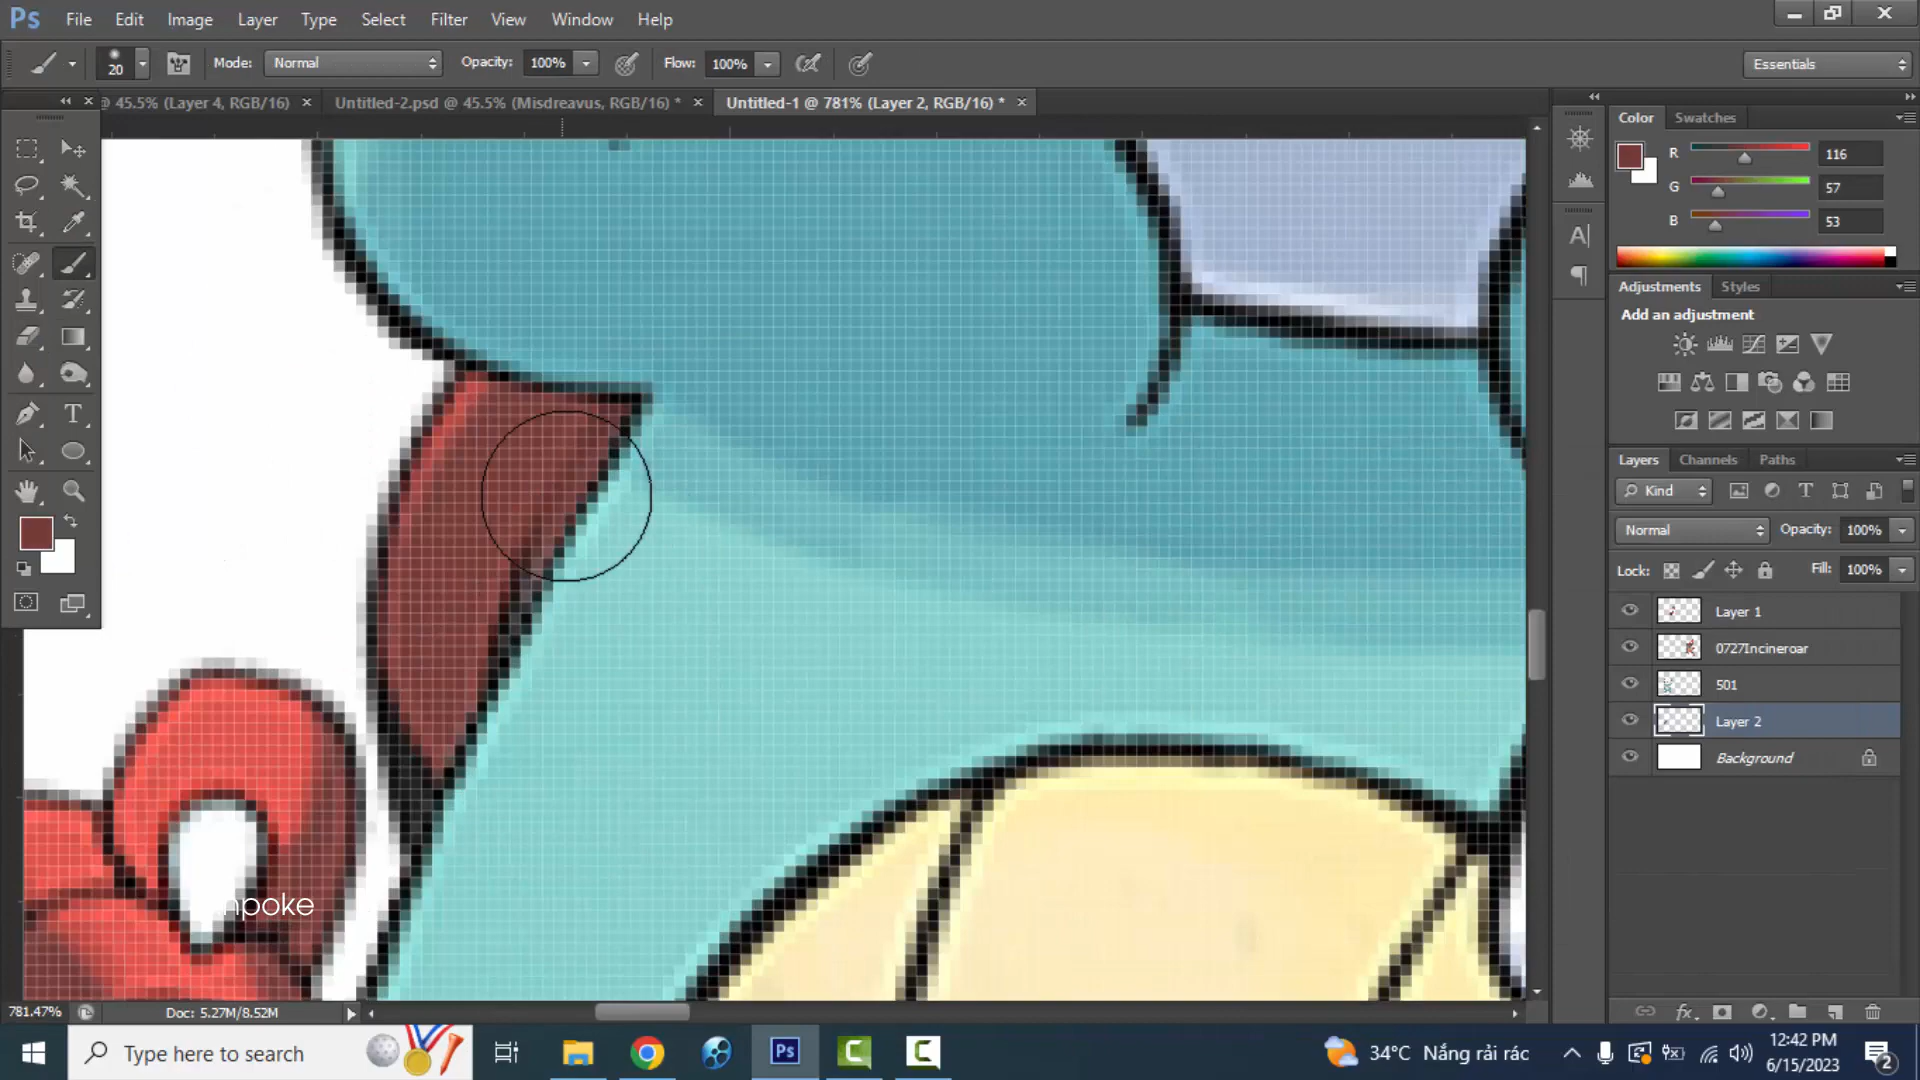 Ps File Edit Image Layer Type Select Filter View Window Help
20 Mode: Normal Opacity: 100% Flow: 100% Essentials
@ 45.5% (Layer 4, RGB/16) × Untitled-2.psd @ 45.5% (Misdreavus, RGB/16) * × Untitled-1 @ 781% (Layer 2, RGB/16) * ×
Color Swatches
R 116
G 57
B 53
Adjustments Styles
Add an adjustment
Layers Channels Paths
Kind
Normal Opacity: 100%
Lock: Fill: 100%
Layer 1
0727Incineroar
501
Layer 2
Background
npoke
781.47% Doc: 5.27M/8.52M
Type here to search
Ps
34°C Nắng rải rác
12:42 PM
6/15/2023
2